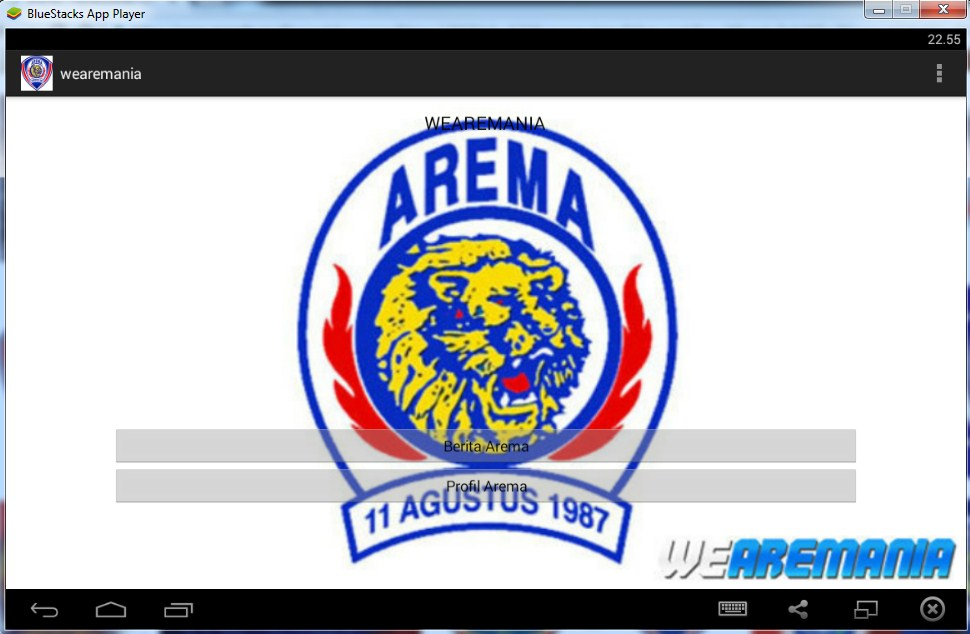 BlueStacks App Player
22.55
wearemania
WEAREMANIA
AREMA
Berita Arema
Profil Arema
11 AGUSTUS 1987
WEAREMANIA